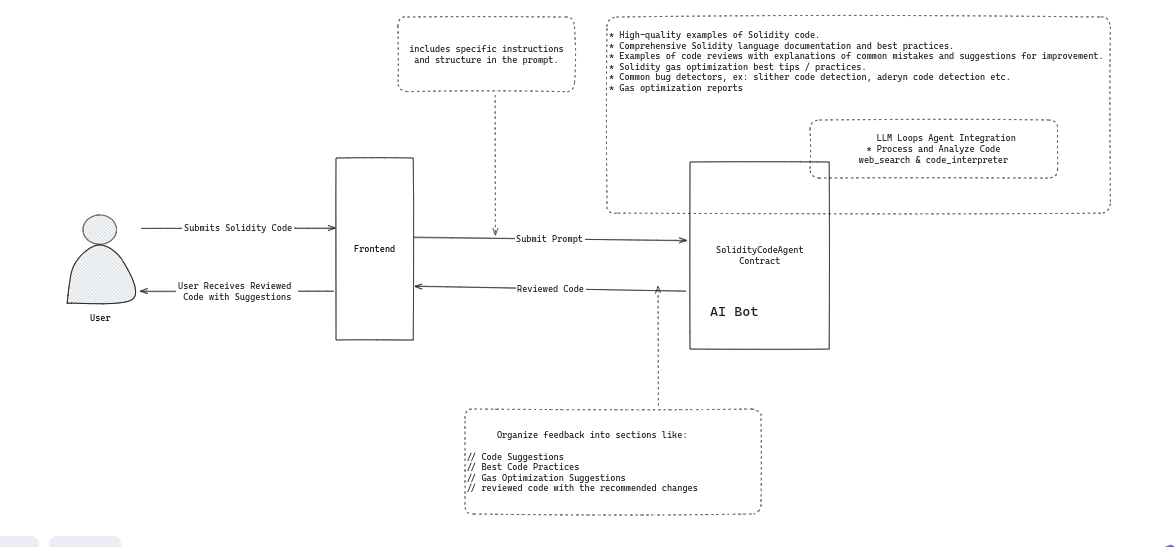 includes specific instructions
and structure in the prompt.
* High-quality examples of Solidity code.
* Comprehensive Solidity language documentation and best practices.
* Examples of code reviews with explanations of common mistakes and suggestions for improvement.
* Solidity gas optimization best tips / practices.
* Common bug detectors, ex: slither code detection, aderyn code detection etc.
* Gas optimization reports
LLM Loops Agent Integration
* Process and Analyze Code
web_search & code_interpreter
Submits Solidity Code
Frontend
Submit Prompt
SolidityCodeAgent
Contract
User Receives Reviewed
Code with Suggestions
Reviewed Code
AI Bot
User
Organize feedback into sections like:
// Code Suggestions
// Best Code Practices
// Gas Optimization Suggestions
// reviewed code with the recommended changes